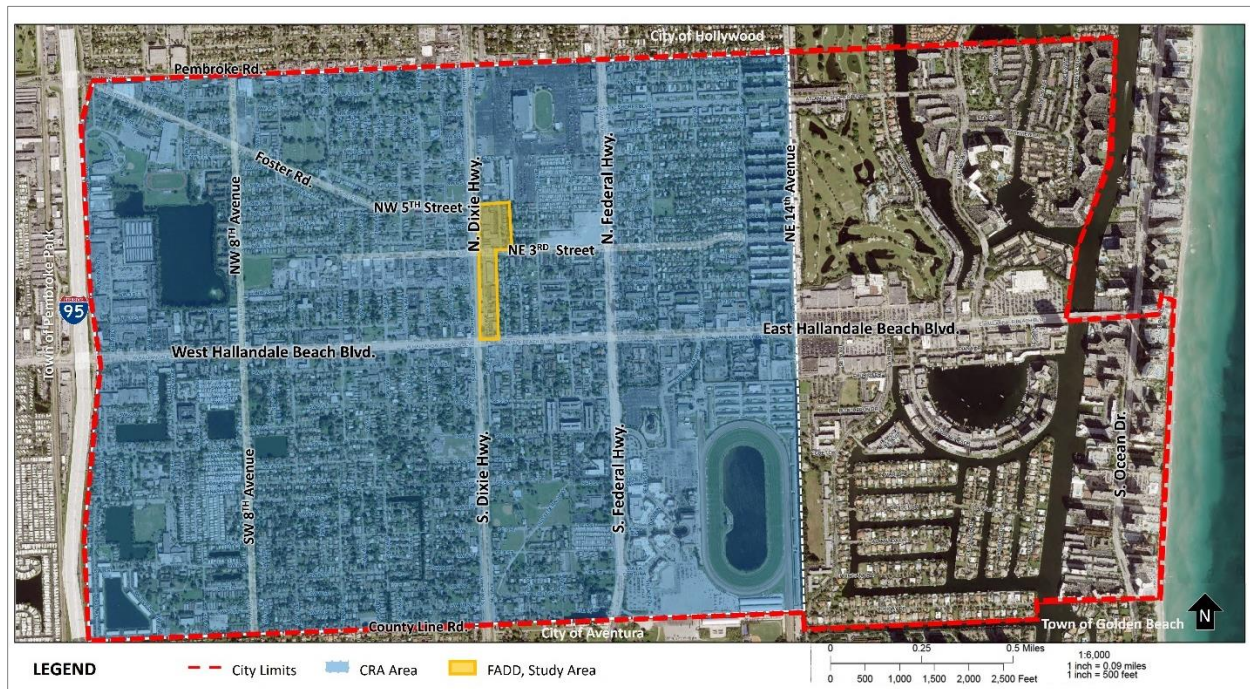 City of Hollywood
Pembroke Rd.
Foster Rd.
NW 8TH Avenue
NW 5TH Street
N. Dixie Hwy.
NE 3RD Street
N. Federal Hwy.
NE 14th Avenue
Town of Pembroke Park
95
West Hallandale Beach Blvd.
East Hallandale Beach Blvd.
SW 8TH Avenue
S. Dixie Hwy.
S. Federal Hwy.
S. Ocean Dr.
County Line Rd.
City of Aventura
Town of Golden Beach
N
LEGEND
City Limits
CRA Area
FADD, Study Area
0 0.25 0.5 Miles
0 500 1,000 1,500 2,000 2,500 Feet
1:6,000
1 inch = 0.09 miles
1 inch = 500 feet